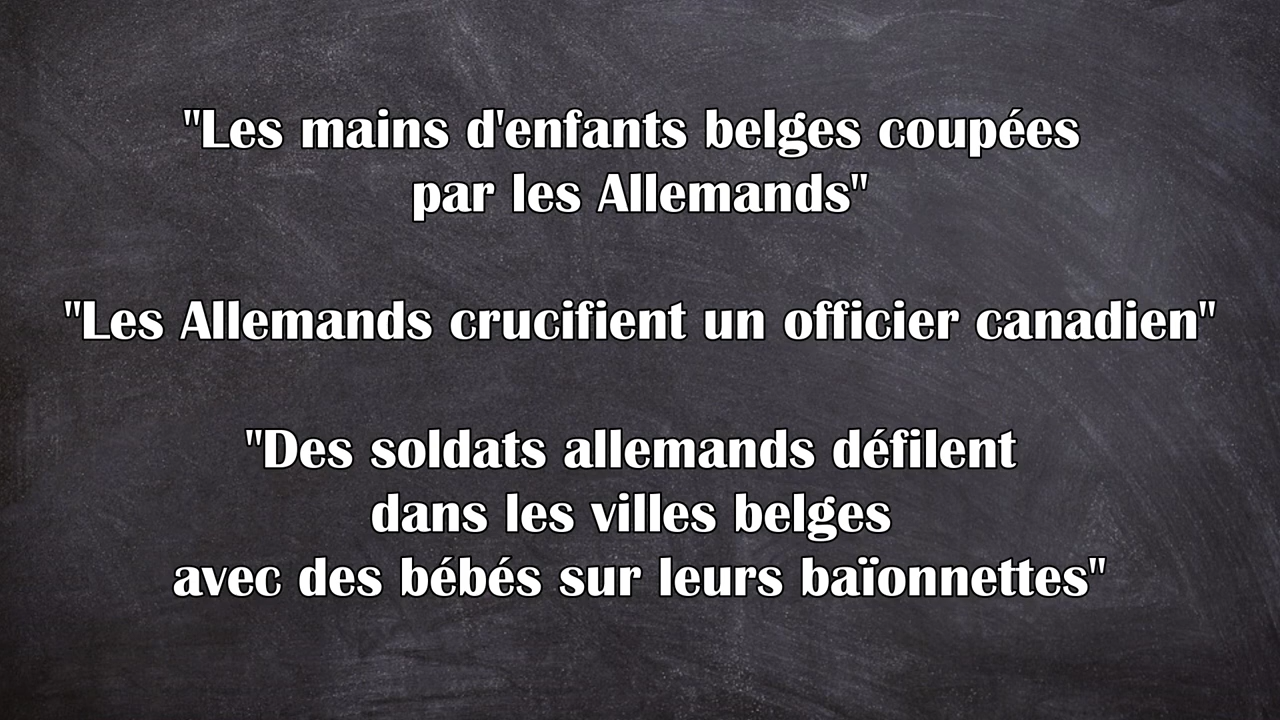 "Les mains d'enfants belges coupées
par les Allemands"
"Les Allemands crucifient un officier canadien"
"Des soldats allemands défilent
dans les villes belges
avec des bébés sur leurs baïonnettes"